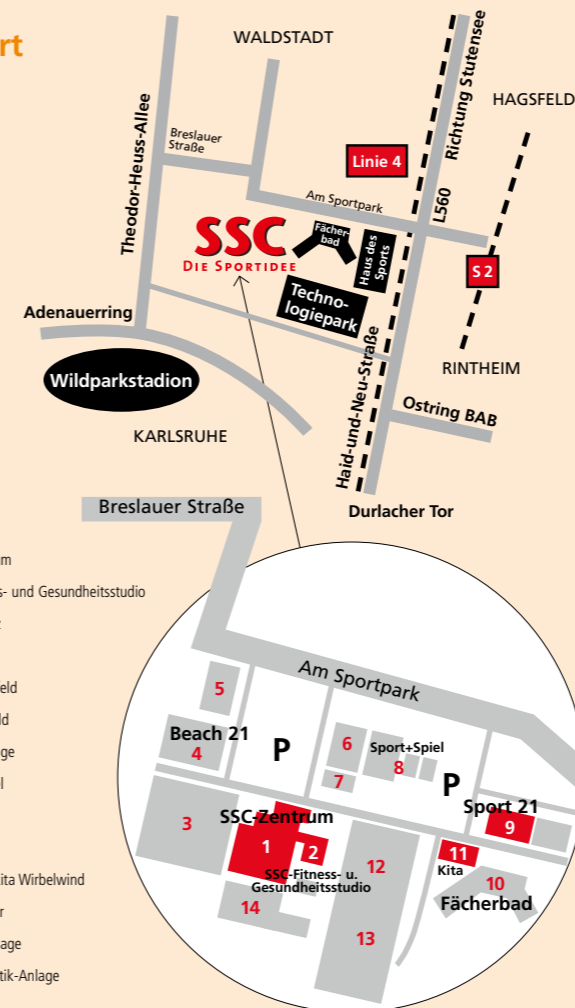 rt
WALDSTADT
Richtung Stutensee
HAGSFELD
Theodor-Heuss-Allee
Breslauer
Straße
Linie 4
Am Sportpark
L560
SSC
DIE SPORTIDEE
Fächer-
bad
Haus des
Sports
S 2
Techno-
logiepark
Adenauerring
Wildparkstadion
Haid-und-Neu-Straße
RINTHEIM
Ostring BAB
KARLSRUHE
Durlacher Tor
Breslauer Straße
m
s- und Gesundheitsstudio
eld
ld
ge
el
ita Wirbelwind
r
age
tik-Anlage
Am Sportpark
5
Beach 21
4
P
6
Sport+Spiel
8
7
P
Sport 21
9
3
SSC-Zentrum
1
2
SSC-Fitness- u.
Gesundheitsstudio
12
11
Kita
10
Fächerbad
14
13